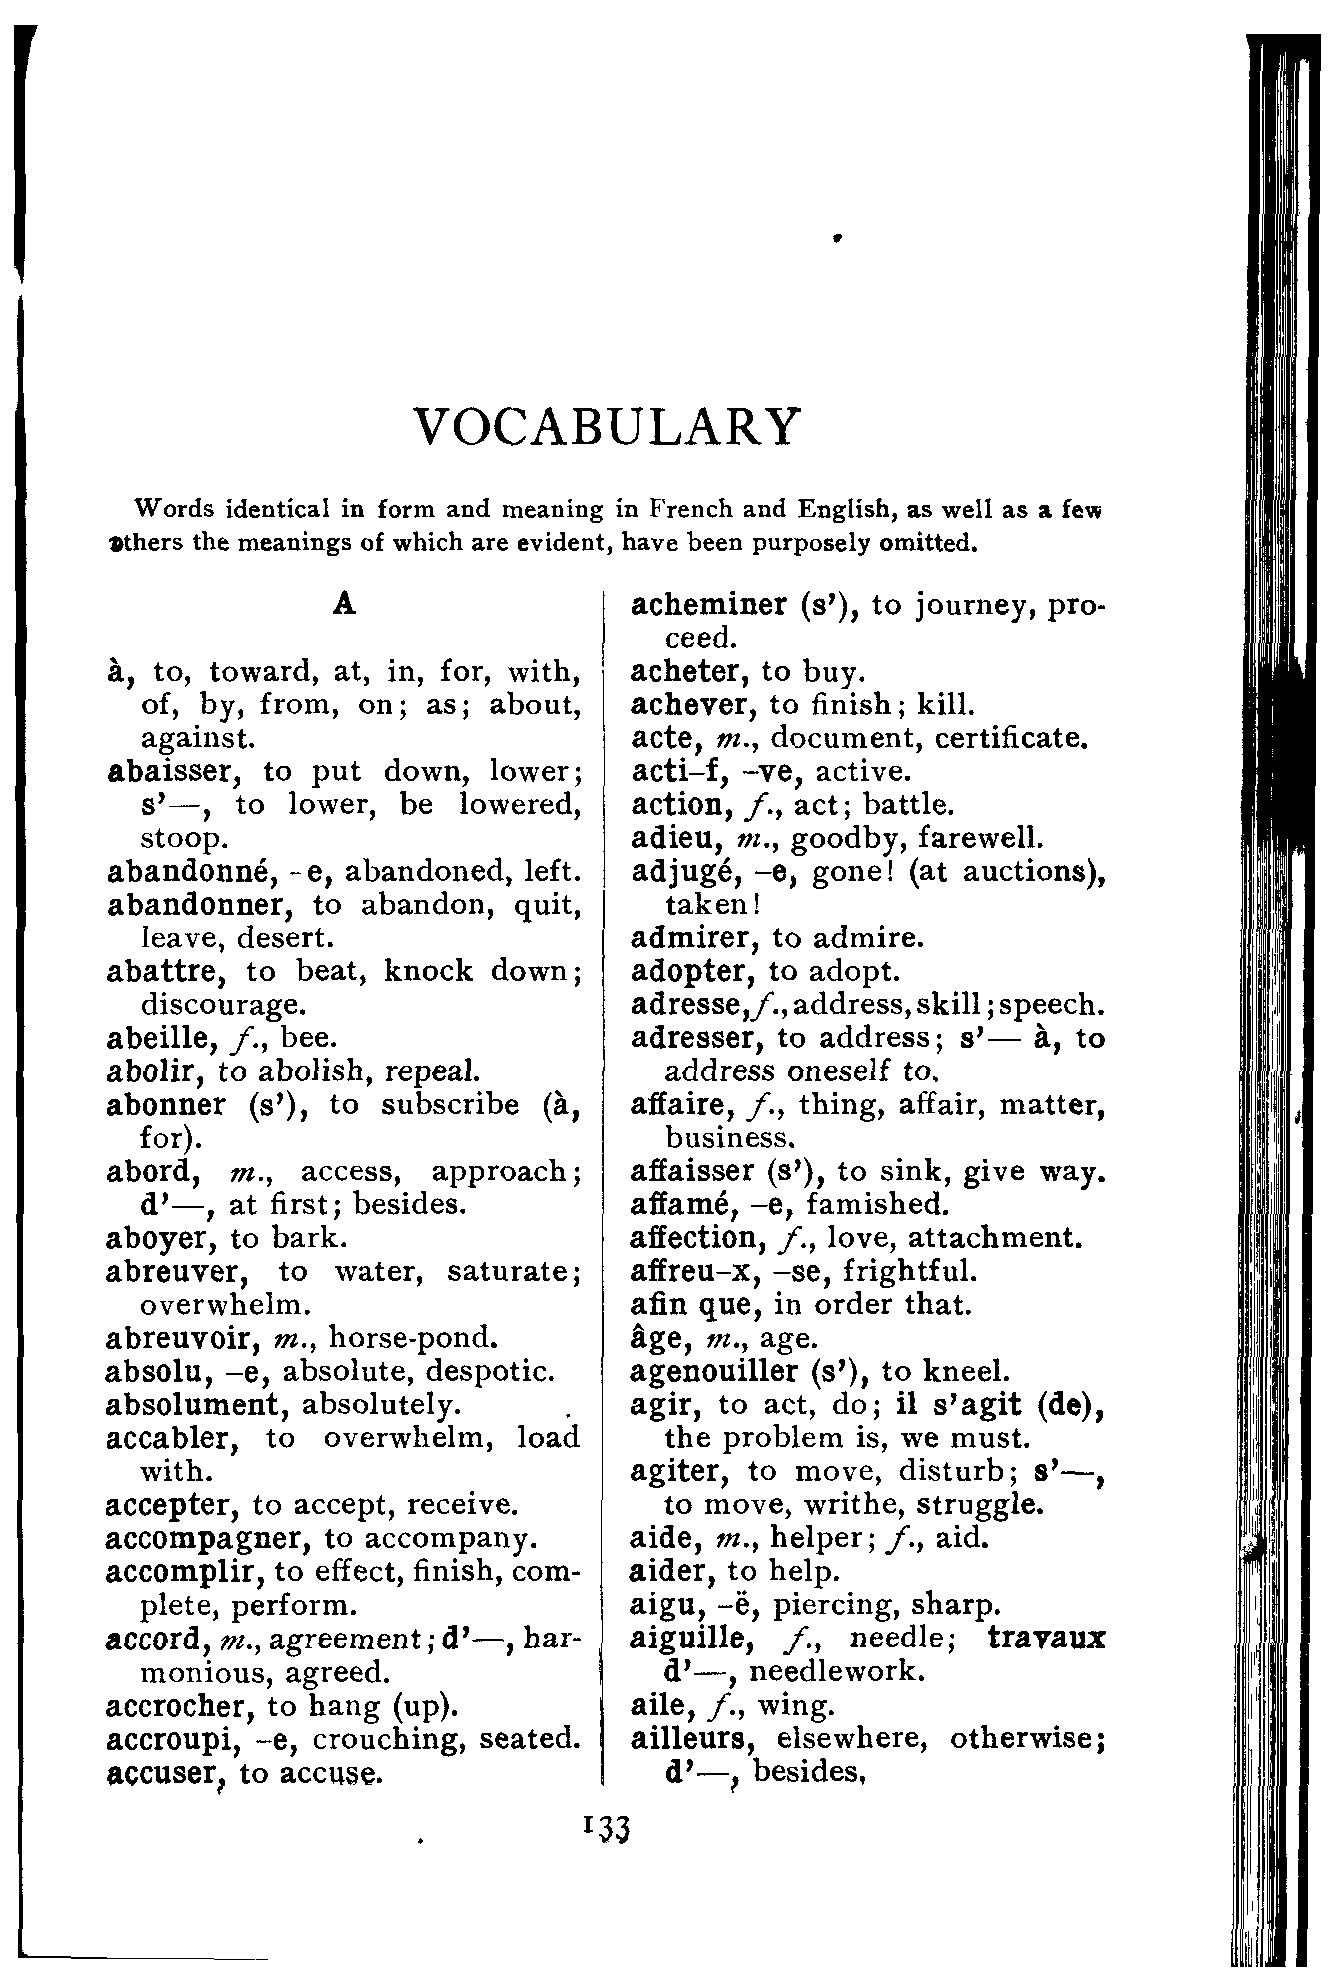 VOCABULARY
Words identical in form and meaning in French and English, as well as a few
others the meanings of which are evident, have been purposely omitted.
A
à, to, toward, at, in, for, with,
of, by, from, on; as; about,
against.
abaisser, to put down, lower;
s'—, to lower, be lowered,
stoop.
abandonné, -e, abandoned, left.
abandonner, to abandon, quit,
leave, desert.
abattre, to beat, knock down;
discourage.
abeille, f., bee.
abolir, to abolish, repeal.
abonner (s'), to subscribe (à,
for).
abord, m., access, approach;
d'—, at first; besides.
aboyer, to bark.
abreuver, to water, saturate;
overwhelm.
abreuvoir, m., horse-pond.
absolu, –e, absolute, despotic.
absolument, absolutely.
accabler, to overwhelm, load
with.
accepter, to accept, receive.
accompagner, to accompany.
accomplir, to effect, finish, com-
plete, perform.
accord, m., agreement; d'—, har-
monious, agreed.
accrocher, to hang (up).
accroupi, –e, crouching, seated.
accuser, to accuse.
acheminer (s'), to journey, pro-
ceed.
acheter, to buy.
achever, to finish; kill.
acte, m., document, certificate.
acti–f, –ve, active.
action, f., act; battle.
adieu, m., goodby, farewell.
adjugé, –e, gone! (at auctions),
taken!
admirer, to admire.
adopter, to adopt.
adresse, f., address, skill; speech.
adresser, to address; s'— à, to
address oneself to.
affaire, f., thing, affair, matter,
business.
affaisser (s'), to sink, give way.
affamé, –e, famished.
affection, f., love, attachment.
affreu–x, –se, frightful.
afin que, in order that.
âge, m., age.
agenouiller (s'), to kneel.
agir, to act, do; il s'agit (de),
the problem is, we must.
agiter, to move, disturb; s'—,
to move, writhe, struggle.
aide, m., helper; f., aid.
aider, to help.
aigu, –ë, piercing, sharp.
aiguille, f., needle; travaux
d'—, needlework.
aile, f., wing.
ailleurs, elsewhere, otherwise;
d'—, besides,
133